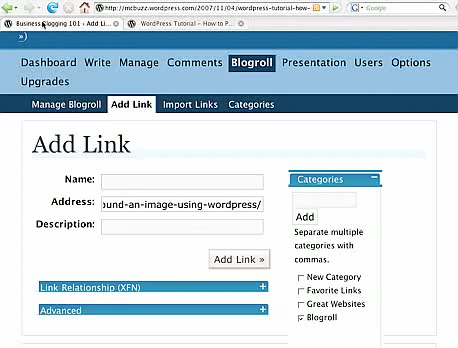 http://mcbuzz.wordpress.com/2007/11/04/wordpress-tutorial-how-
Google
Business Blogging 101 › Add Li...
WordPress Tutorial – How to P...
Dashboard Write Manage Comments Blogroll Presentation Users Options
Upgrades
Manage Blogroll Add Link Import Links Categories
Add Link
Name:
Address: ound-an-image-using-wordpress/
Description:
Add Link »
Link Relationship (XFN) +
Advanced +
Categories –
Add
Separate multiple
categories with
commas.
New Category
Favorite Links
Great Websites
Blogroll